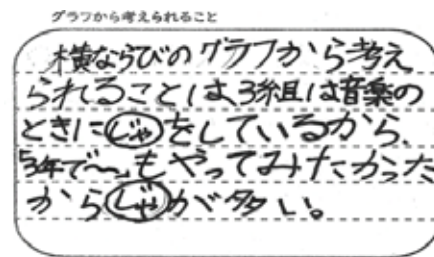 グラフから考えられること
横ならびのグラフから考え
られることは、3組は音楽の
ときにじゃをしているから、
「5年で〜」もやってみたかった
からじゃが多い。